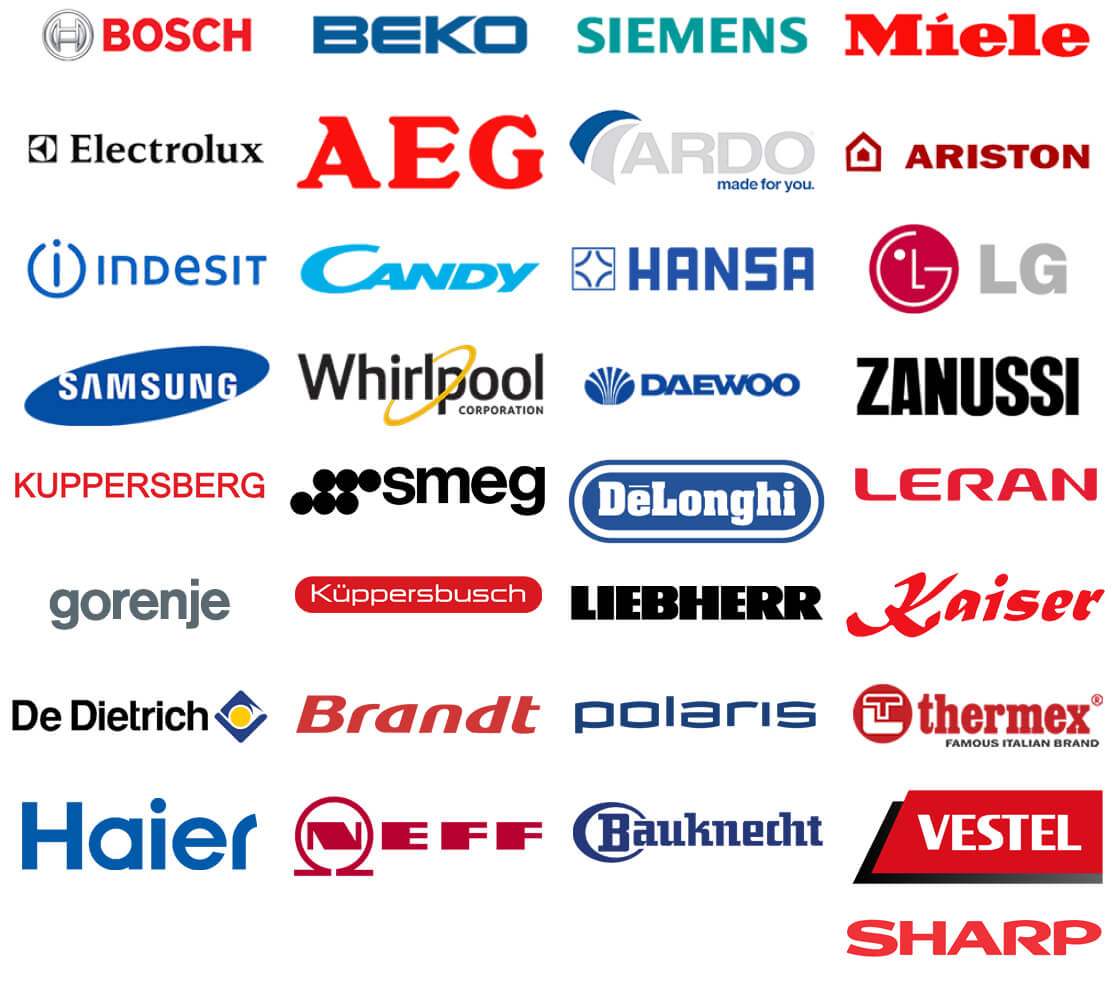 BOSCH
BEKO
SIEMENS
Miele
Electrolux
AEG
ARDO
made for you.
ARISTON
INDESIT
CANDY
HANSA
LG
SAMSUNG
Whirlpool
CORPORATION
DAEWOO
ZANUSSI
KUPPERSBERG
smeg
DeLonghi
LERAN
gorenje
Küppersbusch
LIEBHERR
Kaiser
De Dietrich
Brandt
polaris
thermex®
FAMOUS ITALIAN BRAND
Haier
NEFF
Bauknecht
VESTEL
SHARP